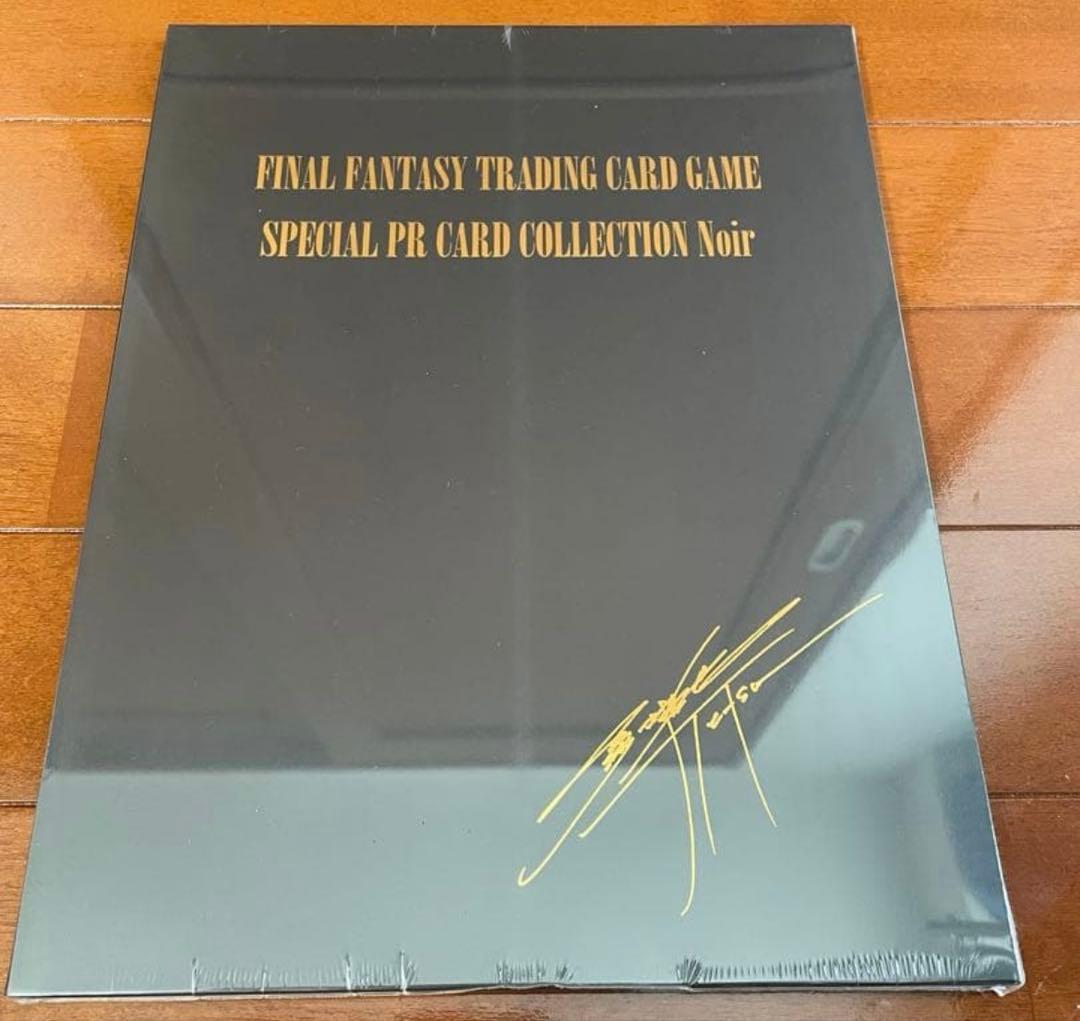 FINAL FANTASY TRADING CARD GAME
SPECIAL PR CARD COLLECTION Noir